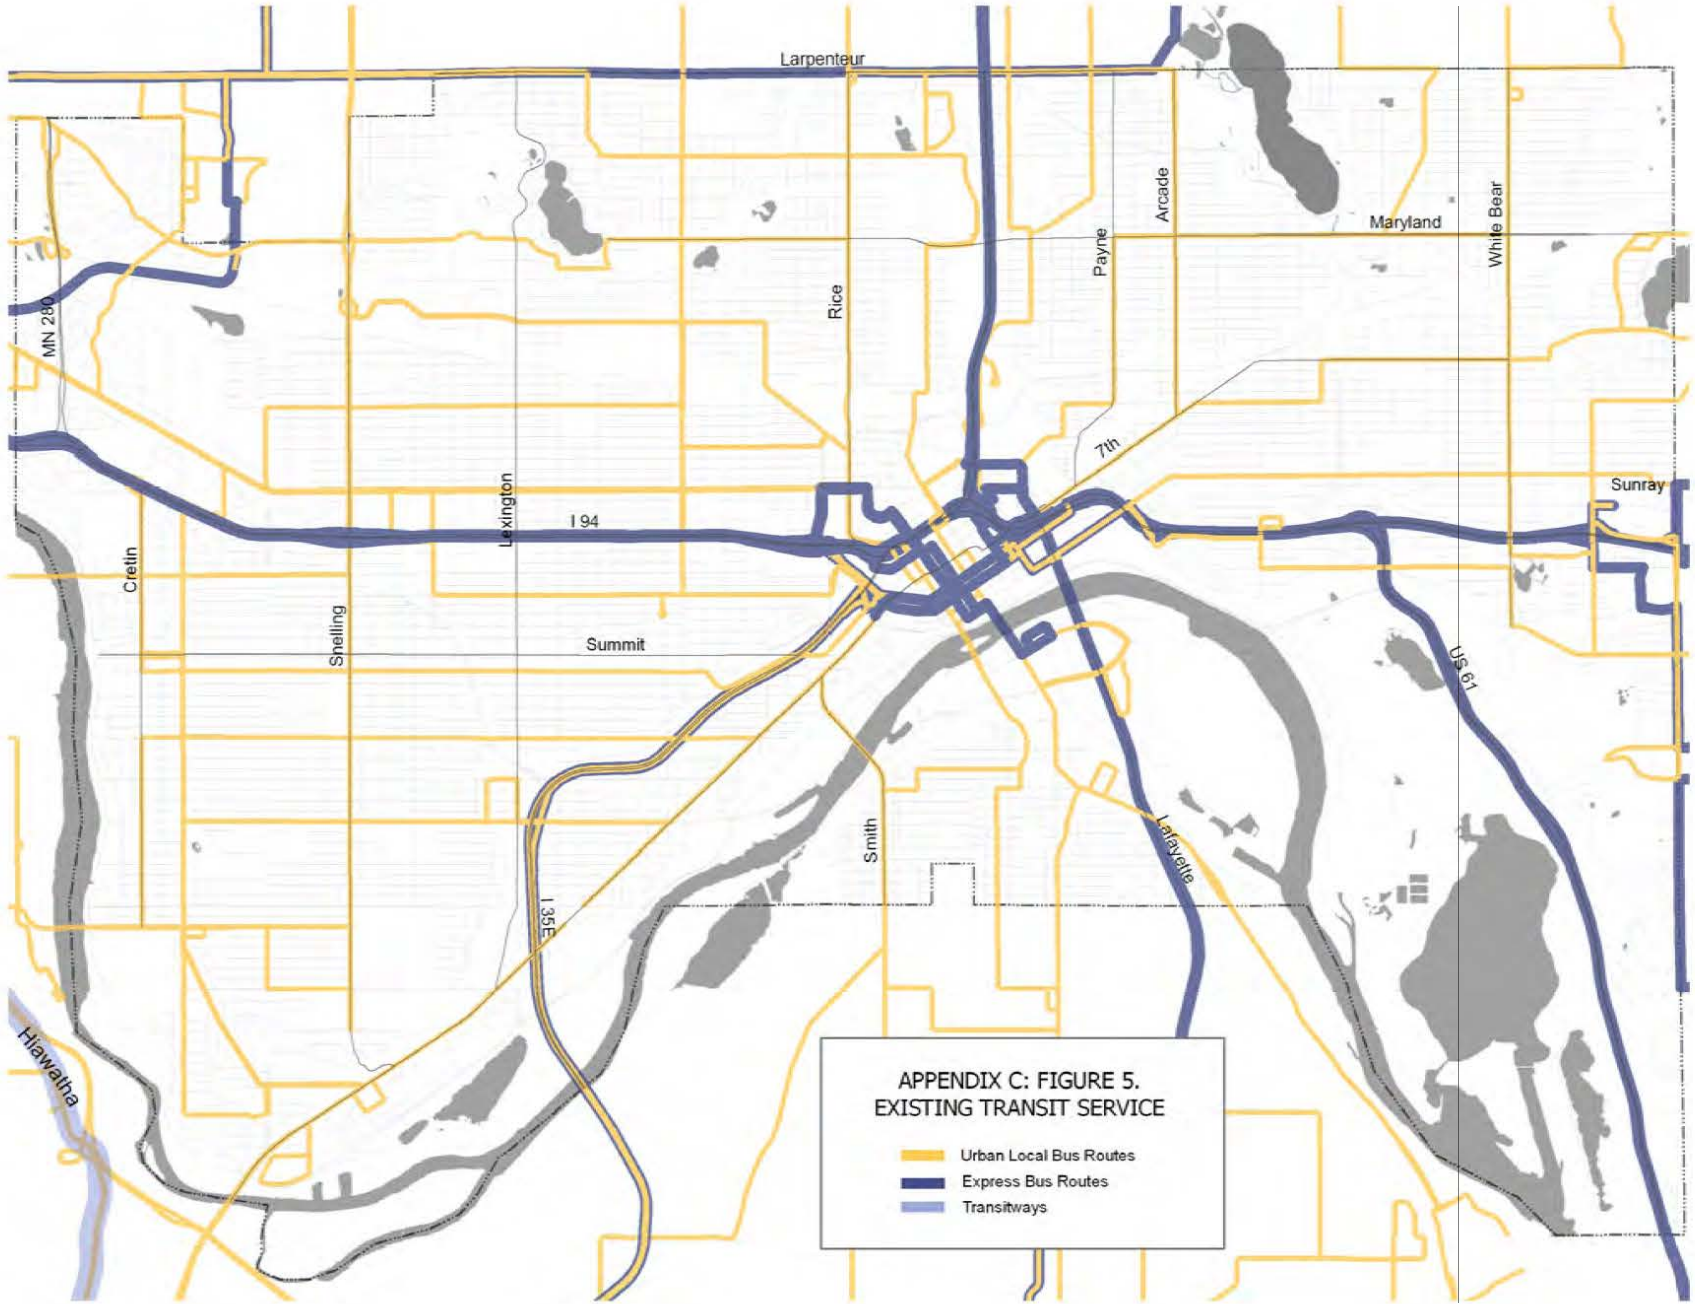 Larpenteur
Arcade
White Bear
Maryland
Payne
Rice
MN 280
7th
Sunray
Lexington
I 94
Cretin
Snelling
Summit
US 61
Smith
Lafayette
I 35E
Hiawatha
APPENDIX C: FIGURE 5.
EXISTING TRANSIT SERVICE
Urban Local Bus Routes
Express Bus Routes
Transitways